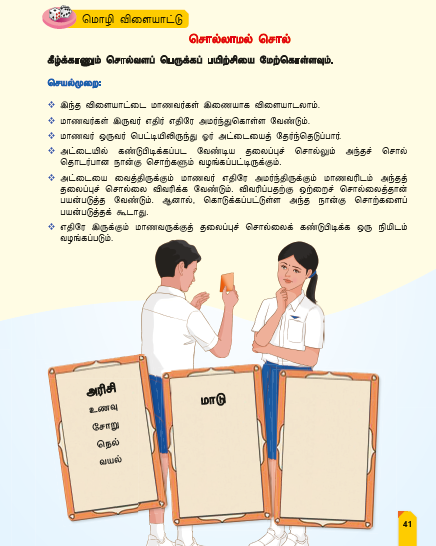 மொழி விளையாட்டு
சொல்லாமல் சொல்
கீழ்க்காணும் சொல்வளப் பெருக்கப் பயிற்சியை மேற்கொள்ளவும்.
செயல்முறை:
❖ இந்த விளையாட்டை மாணவர்கள் இணையாக விளையாடலாம்.
❖ மாணவர்கள் இருவர் எதிர் எதிரே அமர்ந்துகொள்ள வேண்டும்.
❖ மாணவர் ஒருவர் பெட்டியிலிருந்து ஓர் அட்டையைத் தேர்ந்தெடுப்பார்.
❖ அட்டையில் கண்டுபிடிக்கப்பட வேண்டிய தலைப்புச் சொல்லும் அந்தச் சொல்
தொடர்பான நான்கு சொற்களும் வழங்கப்பட்டிருக்கும்.
❖ அட்டையை வைத்திருக்கும் மாணவர் எதிரே அமர்ந்திருக்கும் மாணவரிடம் அந்தத்
தலைப்புச் சொல்லை விவரிக்க வேண்டும். விவரிப்பதற்கு ஒற்றைச் சொல்லைத்தான்
பயன்படுத்த வேண்டும். ஆனால், கொடுக்கப்பட்டுள்ள அந்த நான்கு சொற்களைப்
பயன்படுத்தக் கூடாது.
❖ எதிரே இருக்கும் மாணவருக்குத் தலைப்புச் சொல்லைக் கண்டுபிடிக்க ஒரு நிமிடம்
வழங்கப்படும்.
அரிசி
உணவு
சோறு
நெல்
வயல்
மாடு
41